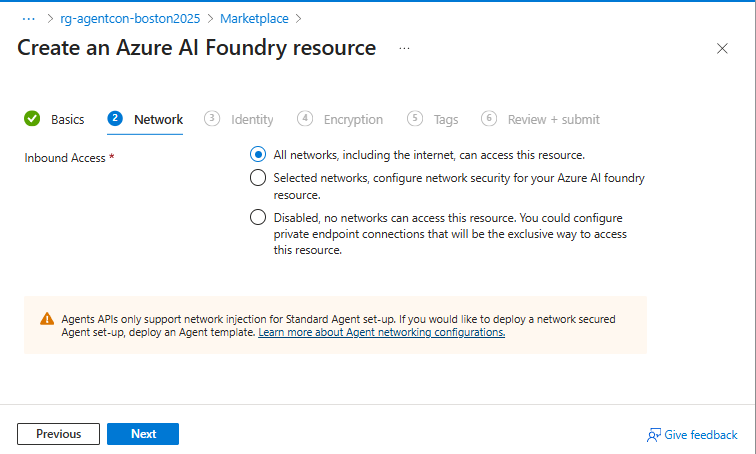 ··· > rg-agentcon-boston2025 > Marketplace >
Create an Azure AI Foundry resource ···
Basics 2 Network 3 Identity 4 Encryption 5 Tags 6 Review + submit
Inbound Access *
All networks, including the internet, can access this resource.
Selected networks, configure network security for your Azure AI foundry
resource.
Disabled, no networks can access this resource. You could configure
private endpoint connections that will be the exclusive way to access
this resource.
Agents APIs only support network injection for Standard Agent set-up. If you would like to deploy a network secured
Agent set-up, deploy an Agent template. Learn more about Agent networking configurations.
Previous Next Give feedback